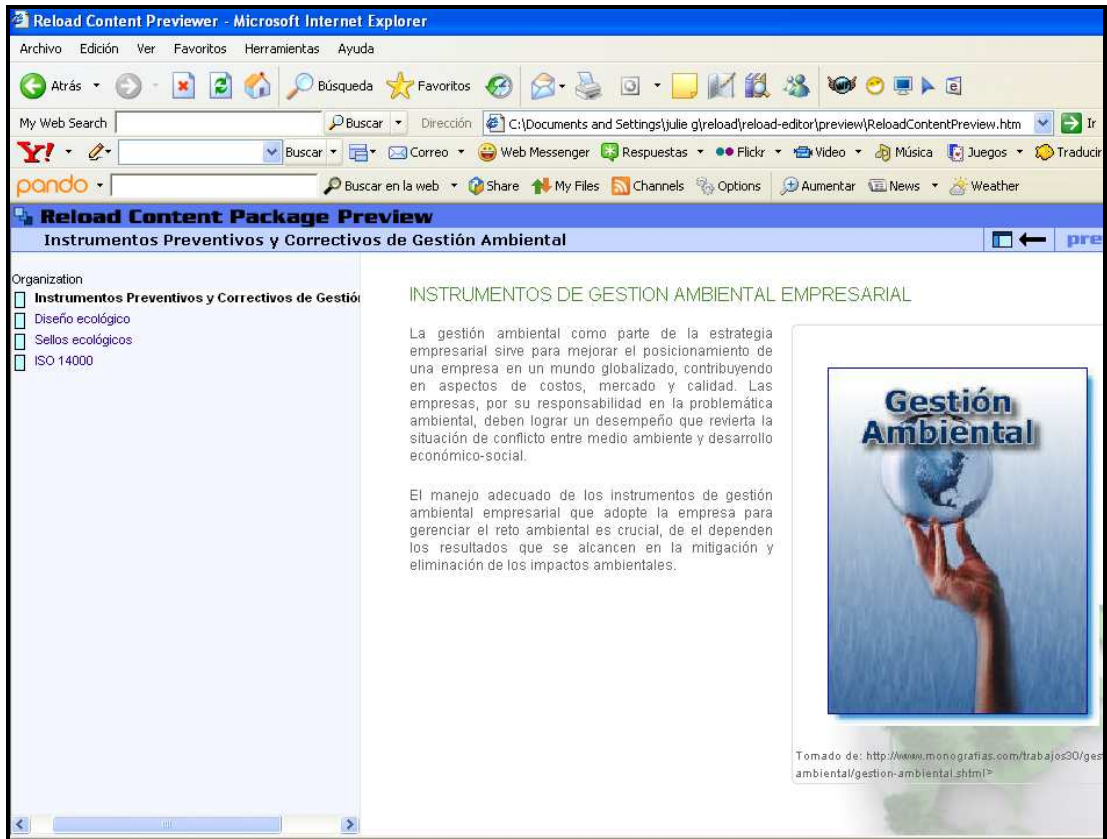 Reload Content Previewer - Microsoft Internet Explorer
Archivo Edición Ver Favoritos Herramientas Ayuda
Atrás Búsqueda Favoritos
My Web Search Buscar Dirección C:\Documents and Settings\julie g\reload\reload-editor\preview\ReloadContentPreview.htm Ir
Y! Buscar Correo Web Messenger Respuestas Flickr Video Música Juegos Traducir
pando Buscar en la web Share My Files Channels Options Aumentar News Weather
Reload Content Package Preview
Instrumentos Preventivos y Correctivos de Gestión Ambiental pre
Organization
Instrumentos Preventivos y Correctivos de Gestión
Diseño ecológico
Sellos ecológicos
ISO 14000
INSTRUMENTOS DE GESTION AMBIENTAL EMPRESARIAL
La gestión ambiental como parte de la estrategia
empresarial sirve para mejorar el posicionamiento de
una empresa en un mundo globalizado, contribuyendo
en aspectos de costos, mercado y calidad. Las
empresas, por su responsabilidad en la problemática
ambiental, deben lograr un desempeño que revierta la
situación de conflicto entre medio ambiente y desarrollo
económico-social.
El manejo adecuado de los instrumentos de gestión
ambiental empresarial que adopte la empresa para
gerenciar el reto ambiental es crucial, de el dependen
los resultados que se alcancen en la mitigación y
eliminación de los impactos ambientales.
Gestión
Ambiental
Tomado de: http://www.monografias.com/trabajos30/ges
ambiental/gestion-ambiental.shtml>